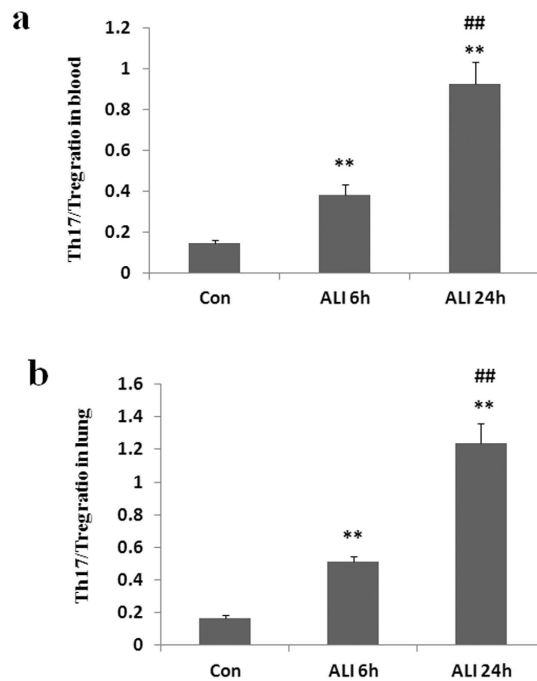 a
Th17/Treg ratio in blood
1.2
1
0.8
0.6
0.4
0.2
0
**
##
**
Con
ALI 6h
ALI 24h
b
Th17/Treg ratio in lung
1.6
1.4
1.2
1
0.8
0.6
0.4
0.2
0
**
##
**
Con
ALI 6h
ALI 24h